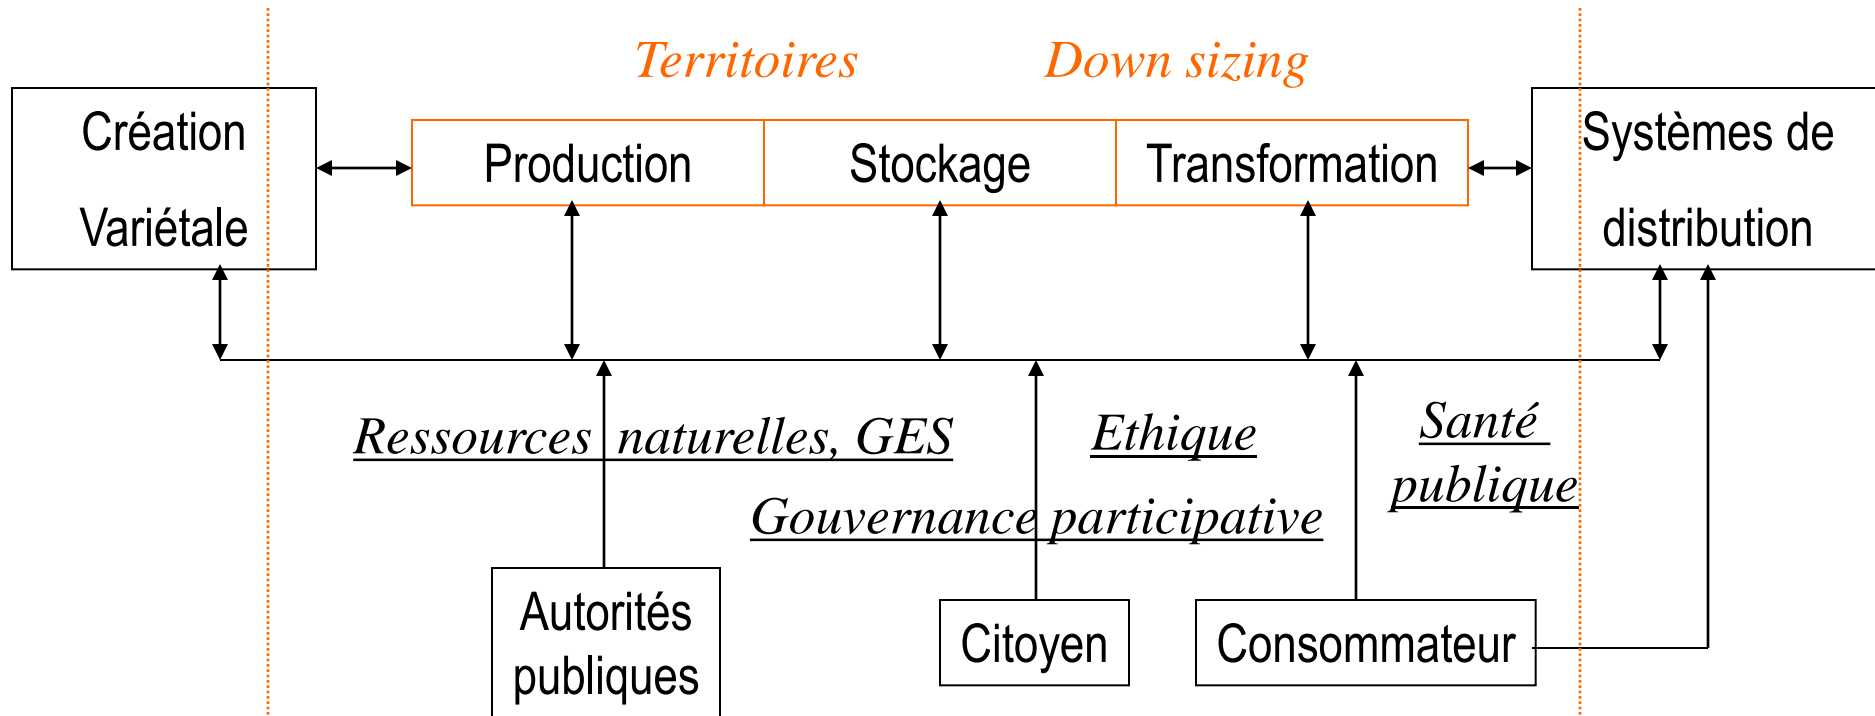 Territoires
Down sizing
Création
Variétale
Production
Stockage
Transformation
Systèmes de
distribution
Ressources naturelles, GES
Ethique
Santé
publique
Gouvernance participative
Autorités
publiques
Citoyen
Consommateur